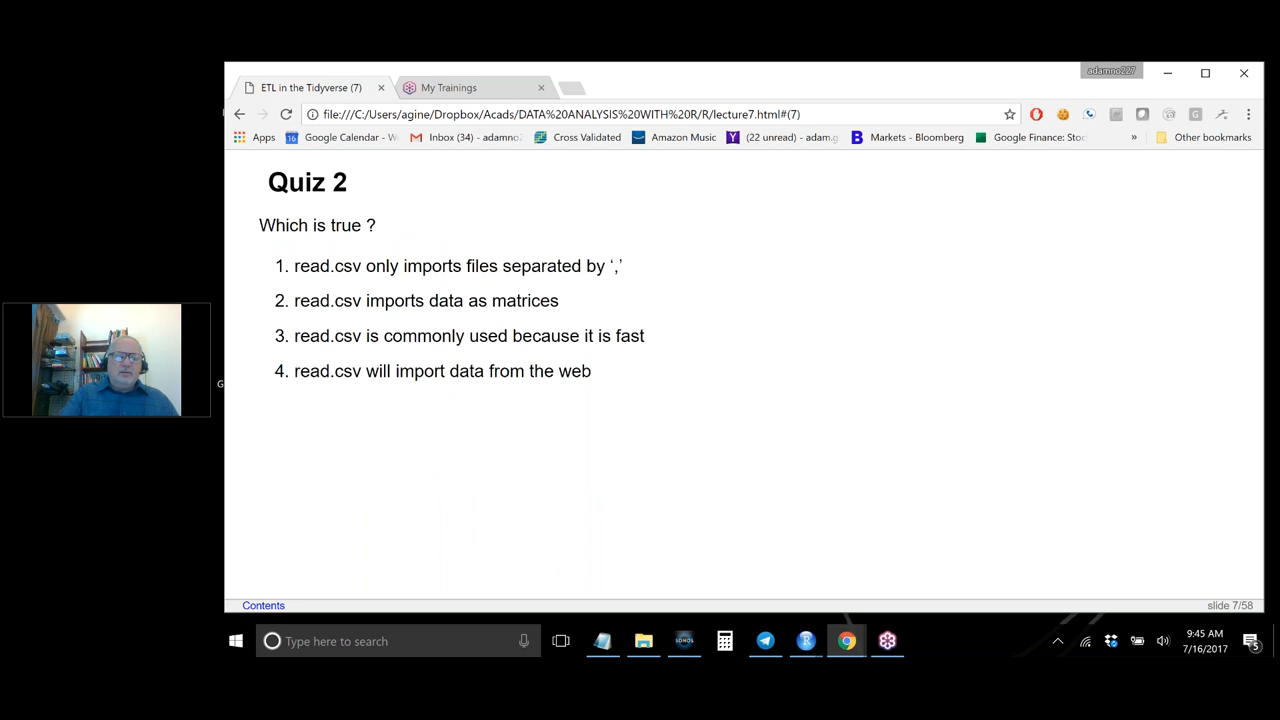 adamno227
ETL in the Tidyverse (7)
My Trainings
file:///C:/Users/agine/Dropbox/Acads/DATA%20ANALYSIS%20WITH%20R/R/lecture7.html#(7)
Apps
Google Calendar - W
Inbox (34) - adamno
Cross Validated
Amazon Music
(22 unread) - adam.g
Markets - Bloomberg
Google Finance: Stoc
»
Other bookmarks
Quiz 2
Which is true ?
1. read.csv only imports files separated by ‘,’
2. read.csv imports data as matrices
3. read.csv is commonly used because it is fast
4. read.csv will import data from the web
G
Contents
slide 7/58
Type here to search
SONOS
9:45 AM
7/16/2017
5